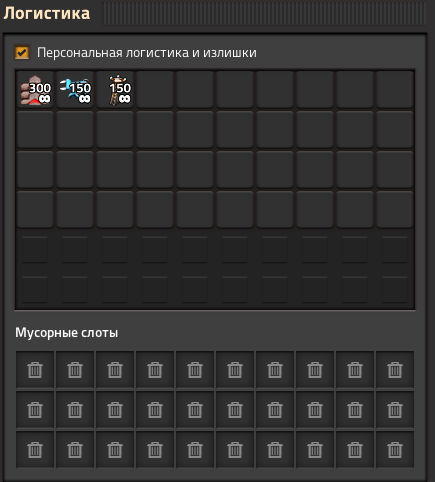 Логистика
Персональная логистика и излишки
300 150 150
∞ ∞ ∞
Мусорные слоты